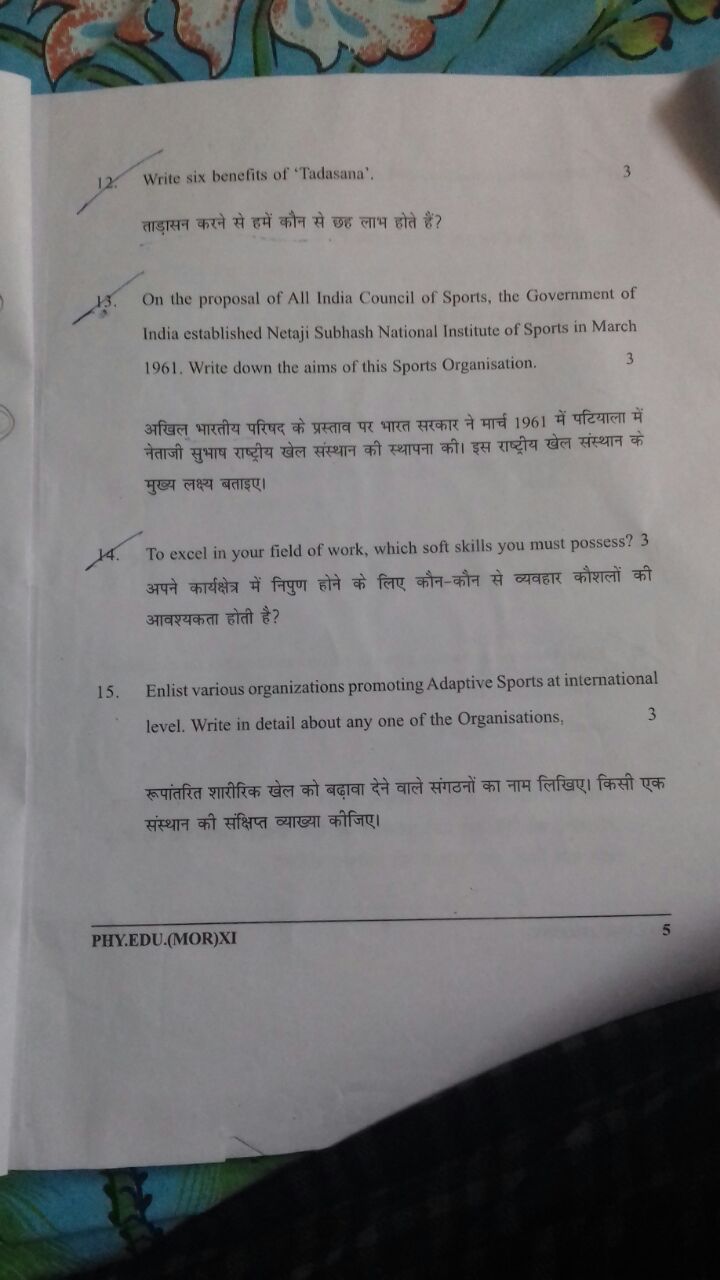 12. Write six benefits of ‘Tadasana’. 3
ताड़ासन करने से हमें कौन से छह लाभ होते हैं?
13. On the proposal of All India Council of Sports, the Government of
India established Netaji Subhash National Institute of Sports in March
1961. Write down the aims of this Sports Organisation. 3
अखिल भारतीय परिषद के प्रस्ताव पर भारत सरकार ने मार्च 1961 में पटियाला में
नेताजी सुभाष राष्ट्रीय खेल संस्थान की स्थापना की। इस राष्ट्रीय खेल संस्थान के
मुख्य लक्ष्य बताइए।
14. To excel in your field of work, which soft skills you must possess? 3
अपने कार्यक्षेत्र में निपुण होने के लिए कौन-कौन से व्यवहार कौशलों की
आवश्यकता होती है?
15. Enlist various organizations promoting Adaptive Sports at international
level. Write in detail about any one of the Organisations, 3
रूपांतरित शारीरिक खेल को बढ़ावा देने वाले संगठनों का नाम लिखिए। किसी एक
संस्थान की संक्षिप्त व्याख्या कीजिए।
PHY.EDU.(MOR)XI 5